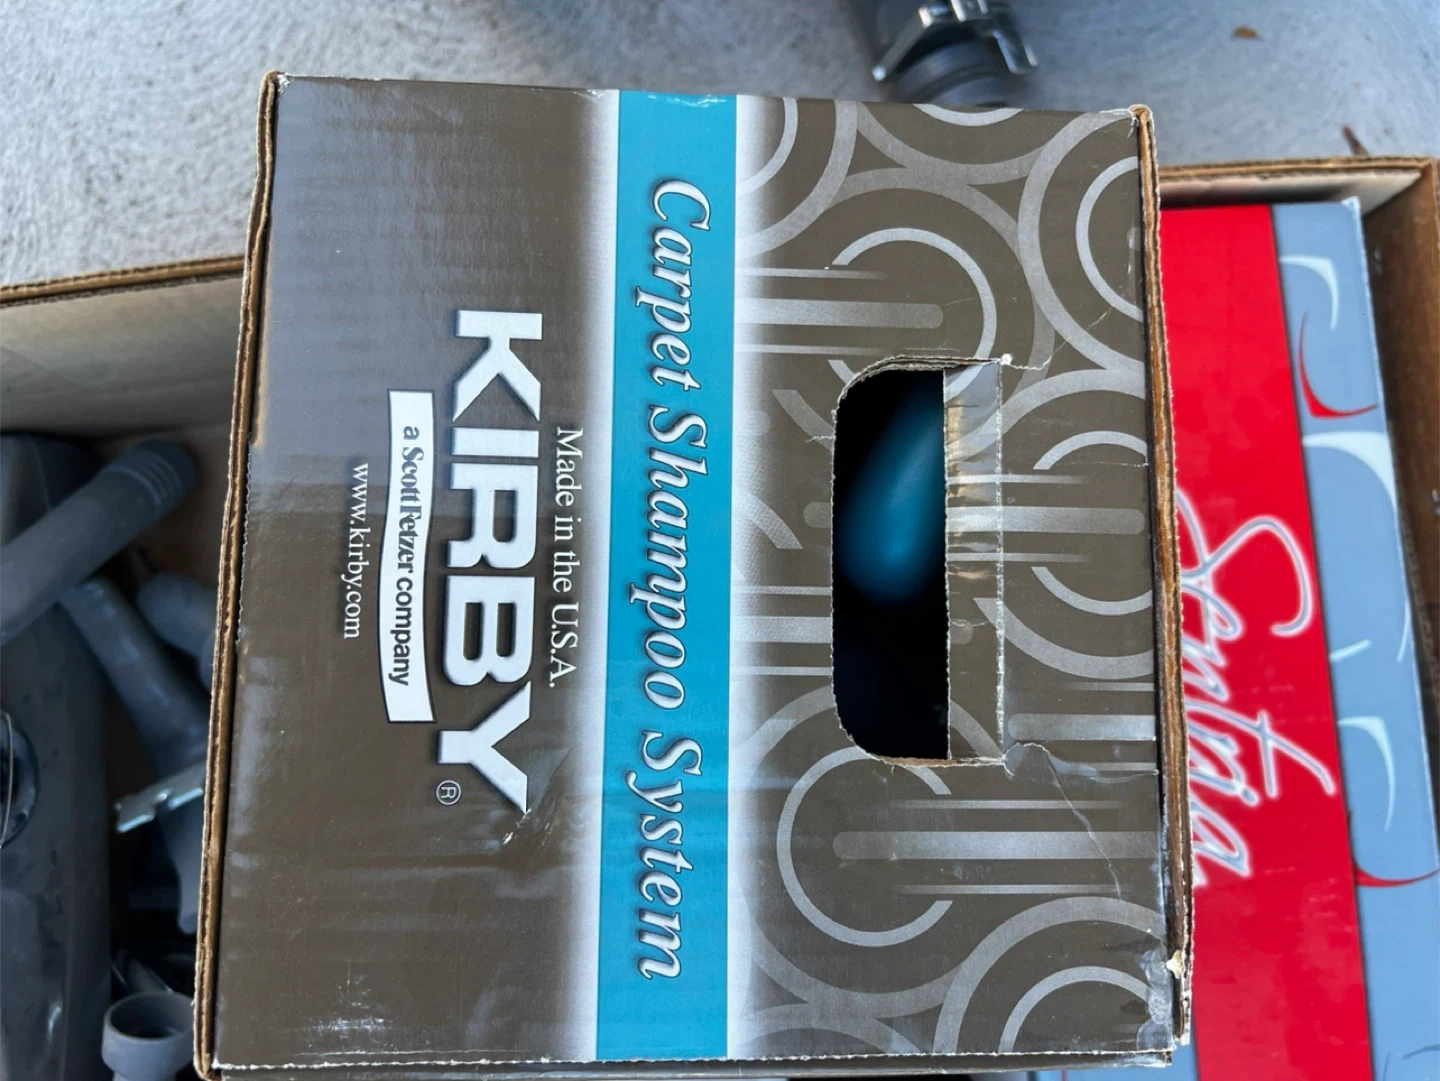 Carpet Shampoo System
Made in the U.S.A.
KIRBY®
a Scott Fetzer company
www.kirby.com
Sentria